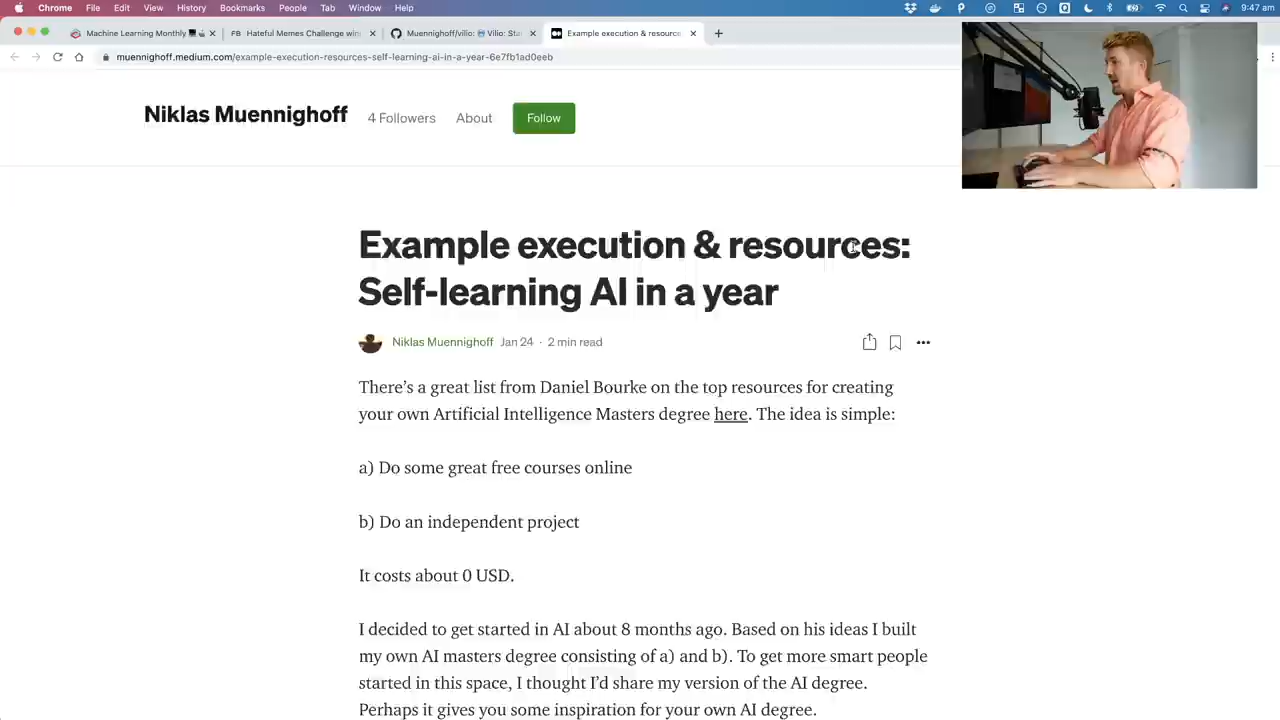 Chrome File Edit View History Bookmarks People Tab Window Help 9:47 am
Machine Learning Monthly
FB Hateful Memes Challenge win
Muennighoff/vilio: Vilio: Sta
Example execution & resource
muennighoff.medium.com/example-execution-resources-self-learning-ai-in-a-year-6e7fb1ad0eeb
Niklas Muennighoff 4 Followers About Follow
Example execution & resources:
Self-learning AI in a year
Niklas Muennighoff Jan 24 · 2 min read
There’s a great list from Daniel Bourke on the top resources for creating
your own Artificial Intelligence Masters degree here. The idea is simple:
a) Do some great free courses online
b) Do an independent project
It costs about 0 USD.
I decided to get started in AI about 8 months ago. Based on his ideas I built
my own AI masters degree consisting of a) and b). To get more smart people
started in this space, I thought I’d share my version of the AI degree.
Perhaps it gives you some inspiration for your own AI degree.